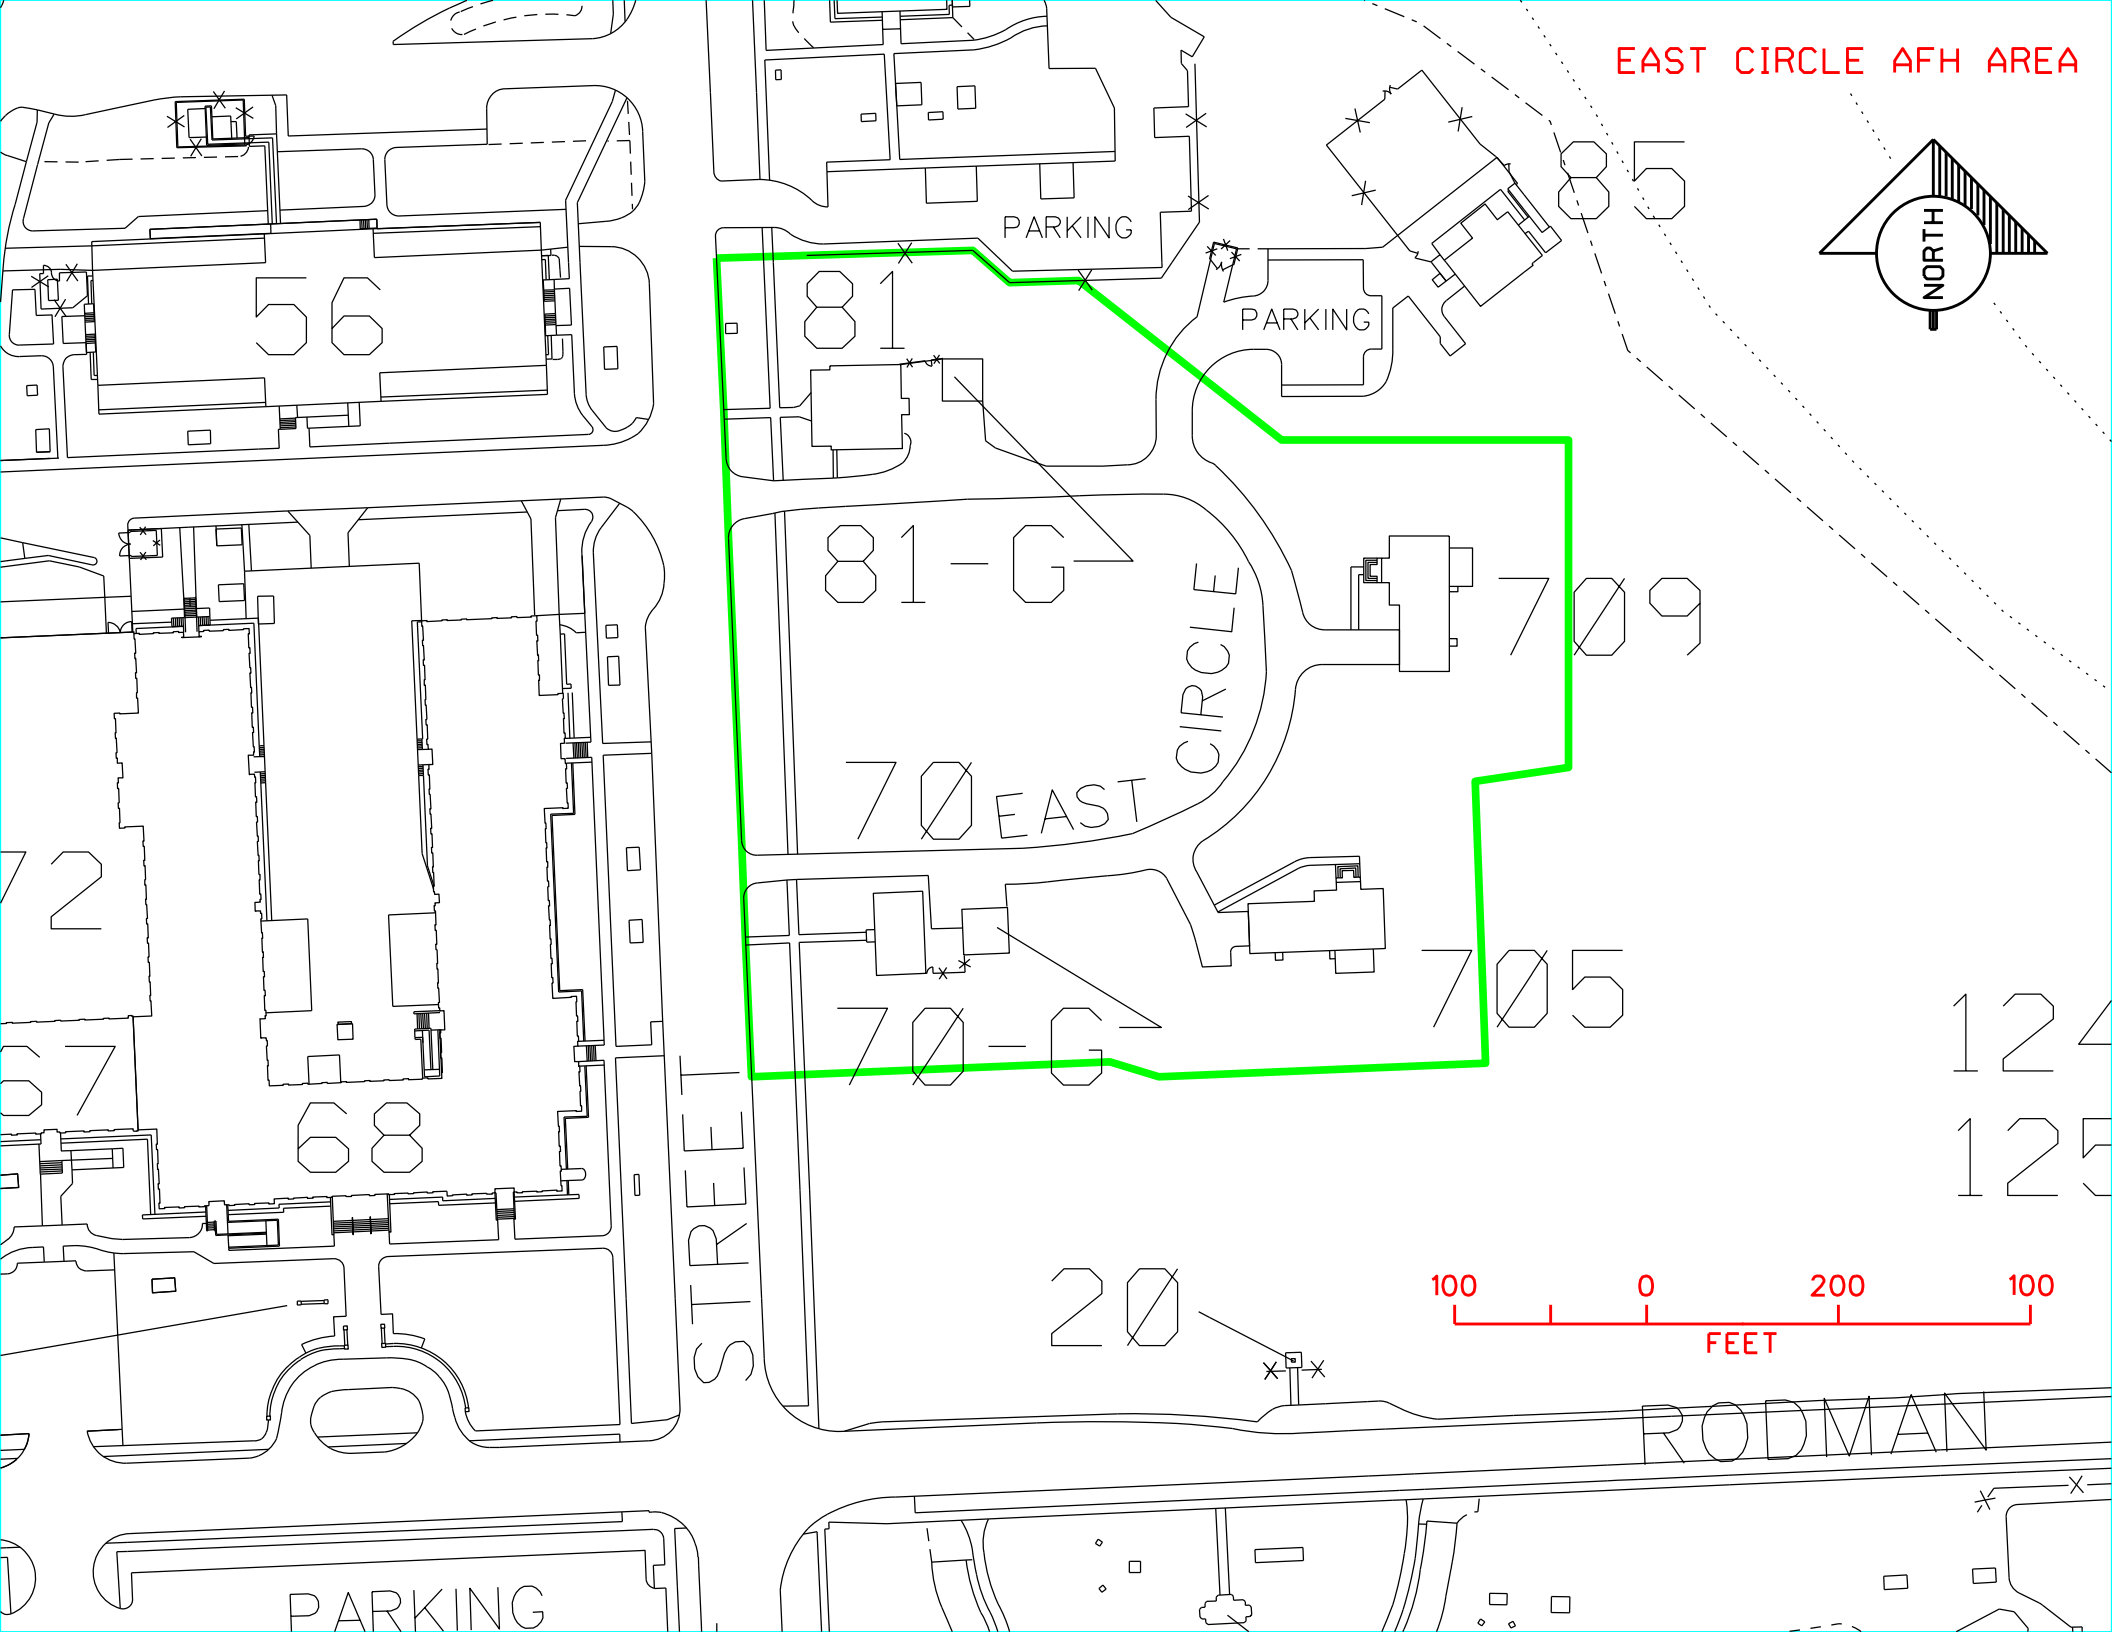 EAST CIRCLE AFH AREA
85
NORTH
PARKING
PARKING
56
81
81-G
709
EAST CIRCLE
70
72
705
70-G
124
67
68
125
STREET
20
100 0 200 100
FEET
RODMAN
PARKING